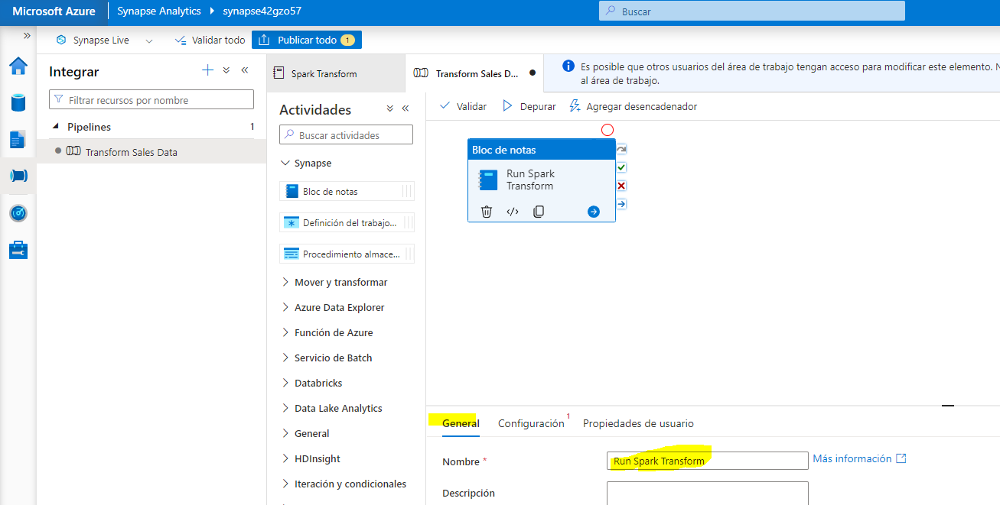 Microsoft Azure
Synapse Analytics
synapse42gzo57
Buscar
Synapse Live
Validar todo
Publicar todo
1
Integrar
Filtrar recursos por nombre
Pipelines
1
Transform Sales Data
Spark Transform
Transform Sales D...
Es posible que otros usuarios del área de trabajo tengan acceso para modificar este elemento. N
al área de trabajo.
Actividades
Buscar actividades
Synapse
Bloc de notas
Definición del trabajo...
Procedimiento almace...
Mover y transformar
Azure Data Explorer
Función de Azure
Servicio de Batch
Databricks
Data Lake Analytics
General
HDInsight
Iteración y condicionales
Validar
Depurar
Agregar desencadenador
Bloc de notas
Run Spark
Transform
General
Configuración 1
Propiedades de usuario
Nombre *
Run Spark Transform
Más información
Descripción